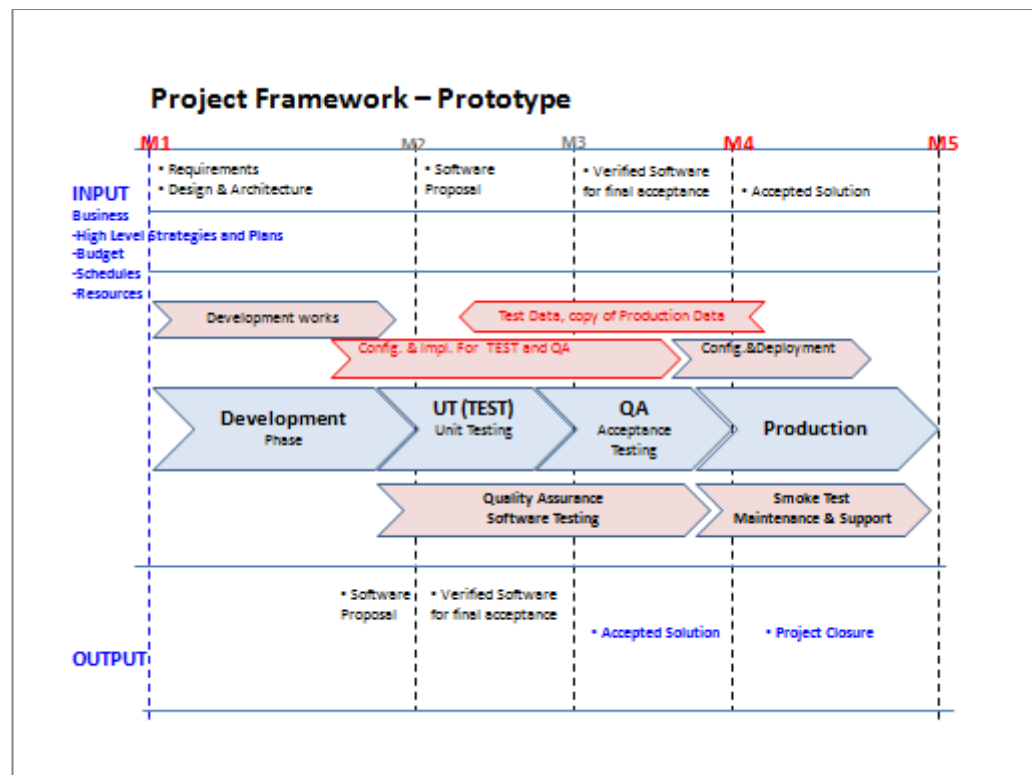 Project Framework – Prototype
M1
M2
M3
M4
M5
INPUT
Business
-High Level Strategies and Plans
-Budget
-Schedules
-Resources
• Requirements
• Design & Architecture
• Software
Proposal
• Verified Software
for final acceptance
• Accepted Solution
Development works
Test Data, copy of Production Data
Config. & Impl. For TEST and QA
Config.&Deployment
Development
Phase
UT (TEST)
Unit Testing
QA
Acceptance
Testing
Production
Quality Assurance
Software Testing
Smoke Test
Maintenance & Support
OUTPUT
• Software
Proposal
• Verified Software
for final acceptance
• Accepted Solution
• Project Closure